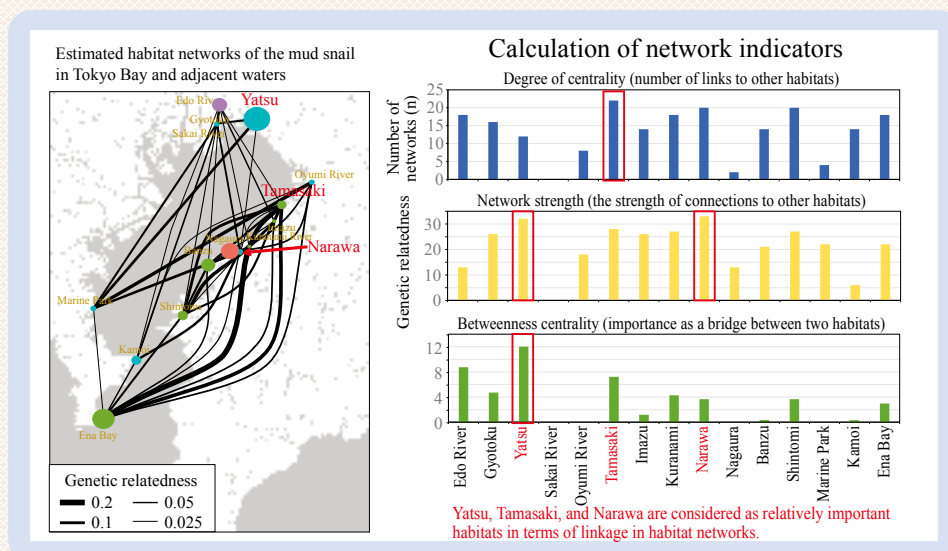 Estimated habitat networks of the mud snail
in Tokyo Bay and adjacent waters
Edo River
Yatsu
Gyotoku
Sakai River
Oyumi River
Tamasaki
Imazu
Narawa
Marine Park
Kamoi
Ena Bay
Genetic relatedness
0.2
0.05
0.1
0.025
Calculation of network indicators
Degree of centrality (number of links to other habitats)
Number of
networks (n)
25
20
15
10
5
0
Network strength (the strength of connections to other habitats)
Genetic relatedness
30
20
10
0
Betweenness centrality (importance as a bridge between two habitats)
12
8
4
0
Edo River
Gyotoku
Yatsu
Sakai River
Oyumi River
Tamasaki
Imazu
Kuranami
Narawa
Nagaura
Banzu
Shintomi
Marine Park
Kamoi
Ena Bay
Yatsu, Tamasaki, and Narawa are considered as relatively important
habitats in terms of linkage in habitat networks.